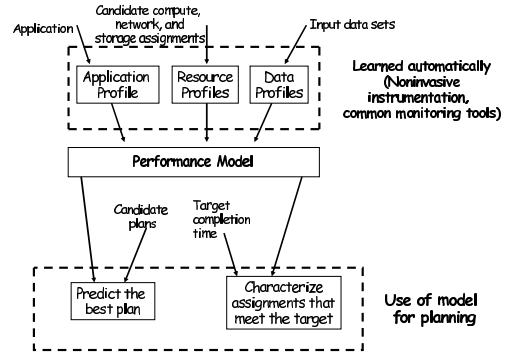 Application
Candidate compute,
network, and
storage assignments
Input data sets
Application
Profile
Resource
Profiles
Data
Profiles
Learned automatically
(Noninvasive
instrumentation,
common monitoring tools)
Performance Model
Candidate
plans
Target
completion
time
Predict the
best plan
Characterize
assignments that
meet the target
Use of model
for planning